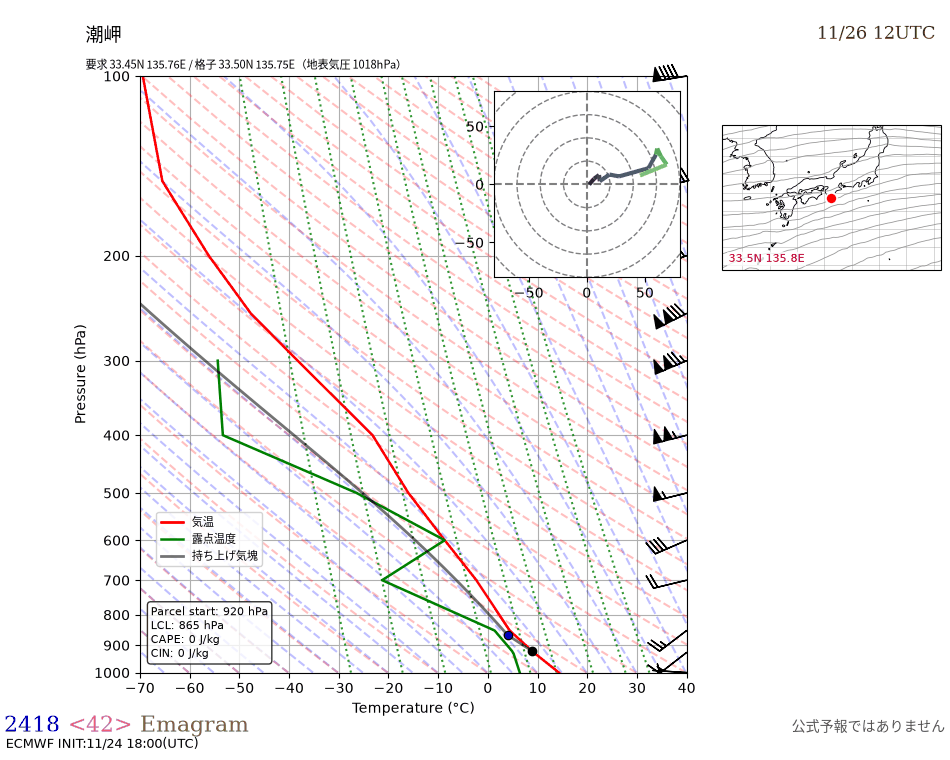 潮岬
11/26 12UTC
要求 33.45N 135.76E / 格子 33.50N 135.75E（地表気圧 1018hPa）
100
200
300
400
500
600
700
800
900
1000
Pressure (hPa)
−70 −60 −50 −40 −30 −20 −10 0 10 20 30 40
Temperature (°C)
50
0
−50
−50 0 50
気温
露点温度
持ち上げ気塊
Parcel start: 920 hPa
LCL: 865 hPa
CAPE: 0 J/kg
CIN: 0 J/kg
33.5N 135.8E
2418 <42> Emagram
ECMWF INIT:11/24 18:00(UTC)
公式予報ではありません